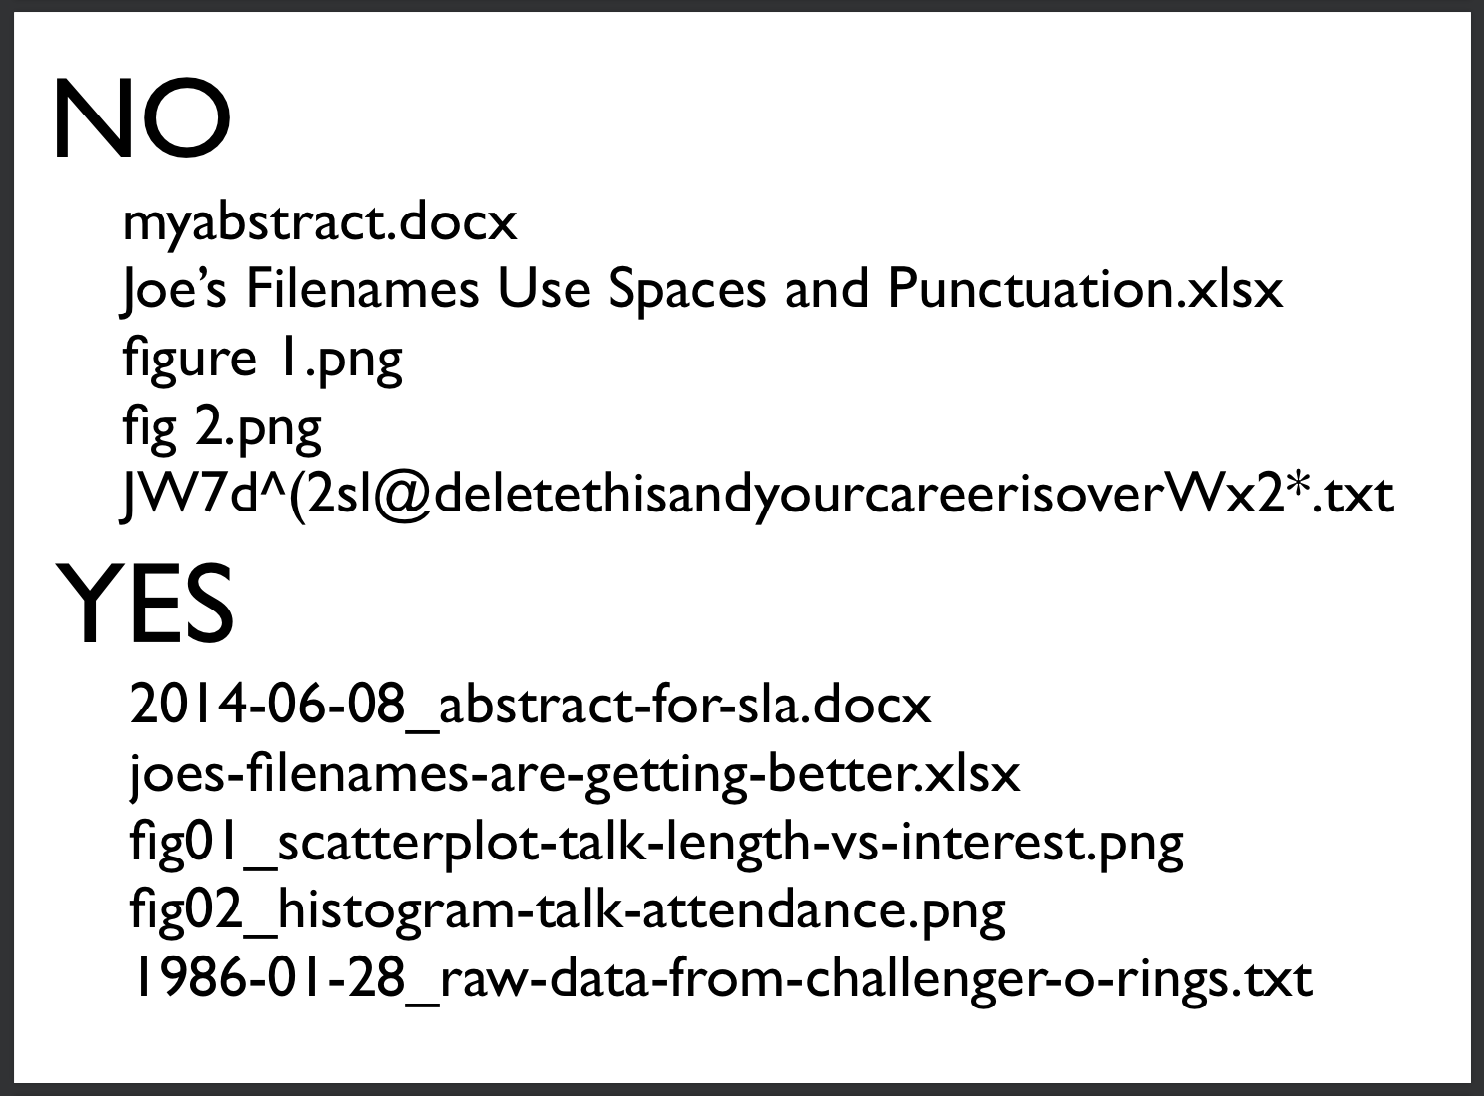 NO
myabstract.docx
Joe’s Filenames Use Spaces and Punctuation.xlsx
figure 1.png
fig 2.png
JW7d^(2sl@deletethisandyourcareerisoverWx2*.txt
YES
2014-06-08_abstract-for-sla.docx
joes-filenames-are-getting-better.xlsx
fig01_scatterplot-talk-length-vs-interest.png
fig02_histogram-talk-attendance.png
1986-01-28_raw-data-from-challenger-o-rings.txt